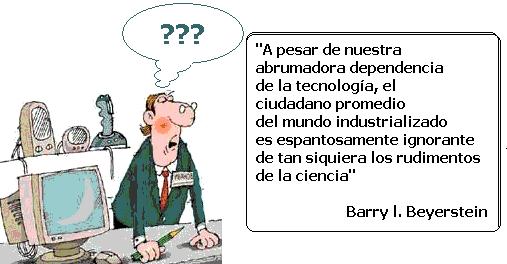 ???
"A pesar de nuestra
abrumadora dependencia
de la tecnología, el
ciudadano promedio
del mundo industrializado
es espantosamente ignorante
de tan siquiera los rudimentos
de la ciencia"
Barry l. Beyerstein